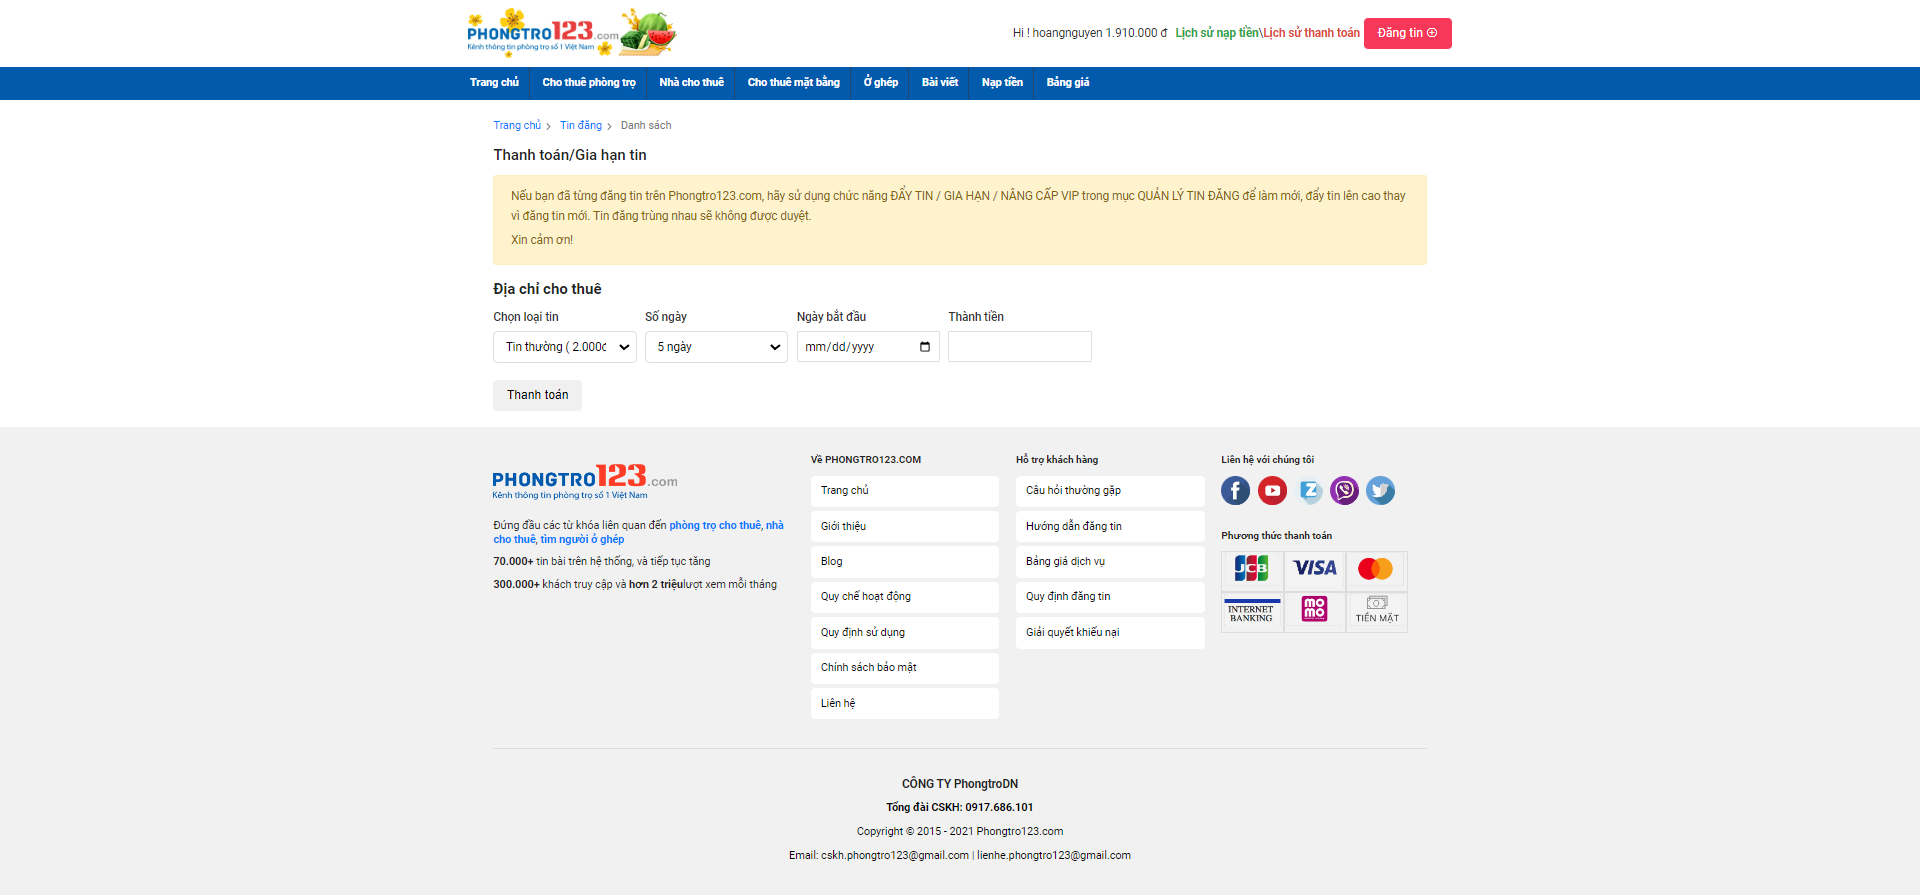 PHONGTRO123.com
Kênh thông tin phòng trọ số 1 Việt Nam
Hi ! hoangnguyen 1.910.000 đ Lịch sử nạp tiền\Lịch sử thanh toán Đăng tin
Trang chủ Cho thuê phòng trọ Nhà cho thuê Cho thuê mặt bằng Ở ghép Bài viết Nạp tiền Bảng giá
Trang chủ Tin đăng Danh sách
Thanh toán/Gia hạn tin
Nếu bạn đã từng đăng tin trên Phongtro123.com, hãy sử dụng chức năng ĐẨY TIN / GIA HẠN / NÂNG CẤP VIP trong mục QUẢN LÝ TIN ĐĂNG để làm mới, đẩy tin lên cao thay
vì đăng tin mới. Tin đăng trùng nhau sẽ không được duyệt.
Xin cảm ơn!
Địa chỉ cho thuê
Chọn loại tin Số ngày Ngày bắt đầu Thành tiền
Tin thường ( 2.000đ 5 ngày mm/dd/yyyy
Thanh toán
PHONGTRO123.com
Kênh thông tin phòng trọ số 1 Việt Nam
Đứng đầu các từ khóa liên quan đến phòng trọ cho thuê, nhà
cho thuê, tìm người ở ghép
70.000+ tin bài trên hệ thống, và tiếp tục tăng
300.000+ khách truy cập và hơn 2 triệulượt xem mỗi tháng
Về PHONGTRO123.COM
Trang chủ
Giới thiệu
Blog
Quy chế hoạt động
Quy định sử dụng
Chính sách bảo mật
Liên hệ
Hỗ trợ khách hàng
Câu hỏi thường gặp
Hướng dẫn đăng tin
Bảng giá dịch vụ
Quy định đăng tin
Giải quyết khiếu nại
Liên hệ với chúng tôi
Phương thức thanh toán
JCB VISA
INTERNET BANKING momo TIỀN MẶT
CÔNG TY PhongtroDN
Tổng đài CSKH: 0917.686.101
Copyright © 2015 - 2021 Phongtro123.com
Email: cskh.phongtro123@gmail.com | lienhe.phongtro123@gmail.com